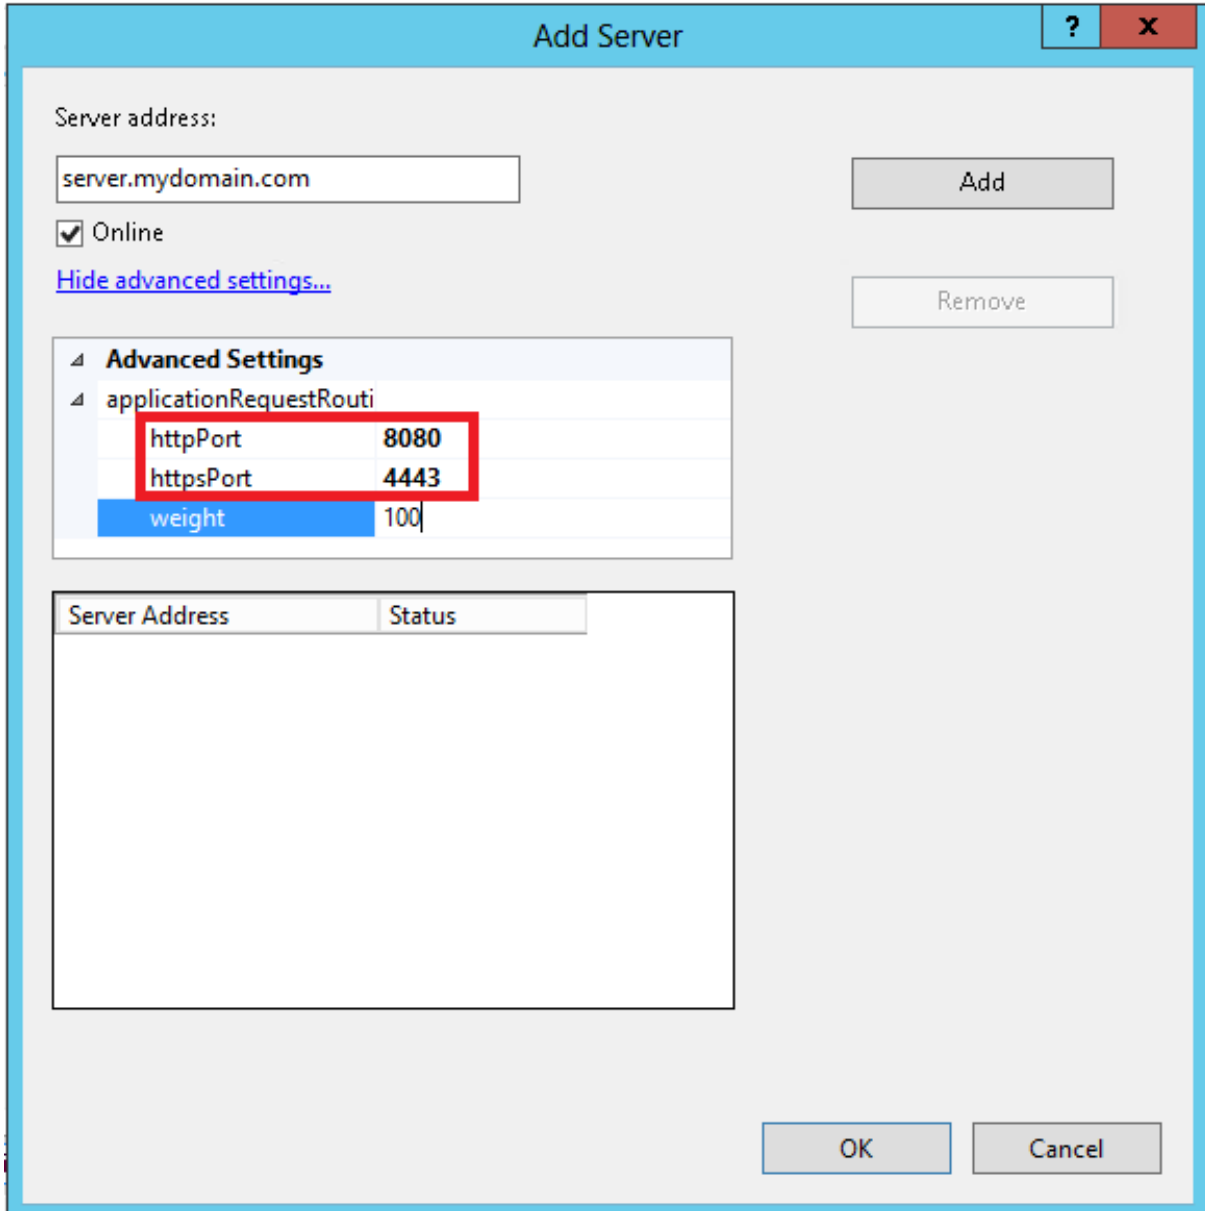 Add Server
?
x
Server address:
server.mydomain.com
Add
Online
Hide advanced settings...
Remove
Advanced Settings
applicationRequestRouti
httpPort 8080
httpsPort 4443
weight 100
Server Address Status
OK Cancel